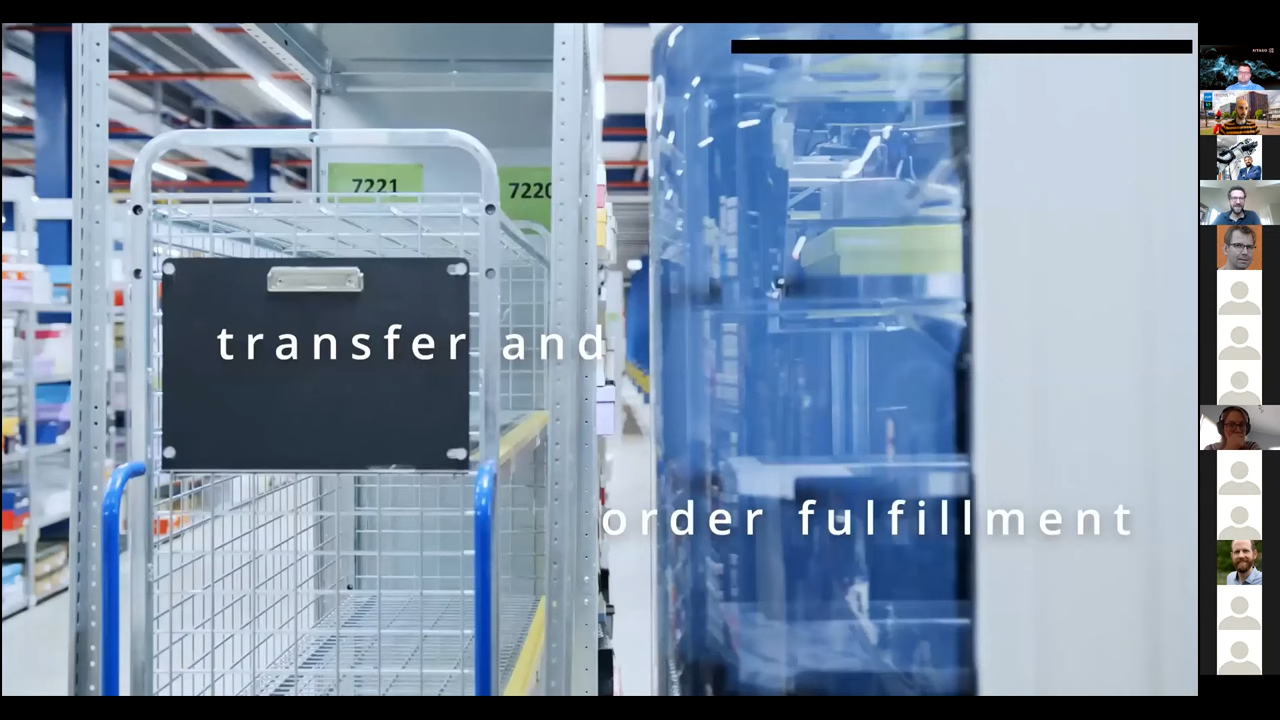 7221
7220
transfer and
order fulfillment